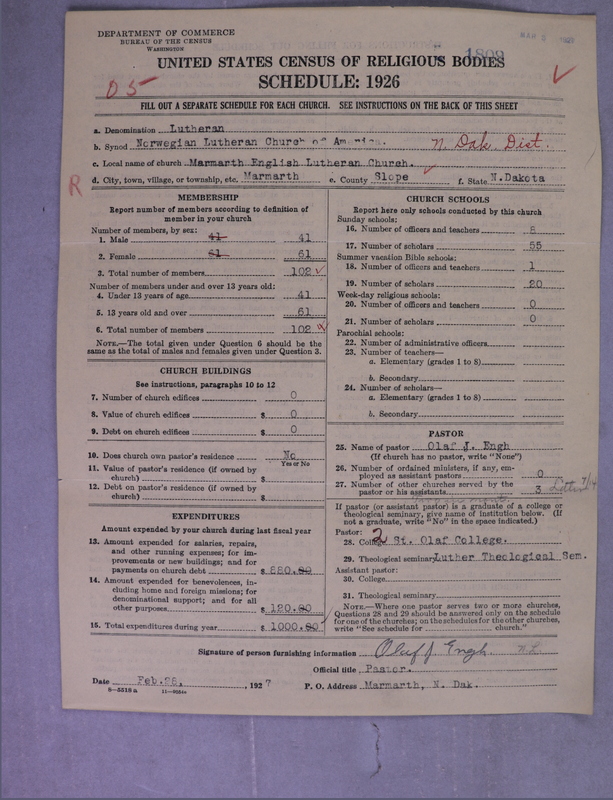 DEPARTMENT OF COMMERCE
BUREAU OF THE CENSUS
WASHINGTON
1809
UNITED STATES CENSUS OF RELIGIOUS BODIES
SCHEDULE: 1926
D5
FILL OUT A SEPARATE SCHEDULE FOR EACH CHURCH. SEE INSTRUCTIONS ON THE BACK OF THIS SHEET
a. Denomination Lutheran
b. Synod Norwegian Lutheran Church of America. N. Dak. Dist.
c. Local name of church Marmarth English Lutheran Church.
R
d. City, town, village, or township, etc. Marmarth e. County Slope f. State N.Dakota
MEMBERSHIP
Report number of members according to definition of
member in your church
Number of members, by sex:
1. Male 41 41
2. Female 61 61
3. Total number of members 102
Number of members under and over 13 years old:
4. Under 13 years of age 41
5. 13 years old and over 61
6. Total number of members 102
NOTE.—The total given under Question 6 should be the
same as the total of males and females given under Question 3.
CHURCH BUILDINGS
See instructions, paragraphs 10 to 12
7. Number of church edifices 0
8. Value of church edifices $ 0
9. Debt on church edifices $ 0
10. Does church own pastor's residence No
Yes or No
11. Value of pastor's residence (if owned by
church) $
12. Debt on pastor's residence (if owned by
church) $
EXPENDITURES
Amount expended by your church during last fiscal year
13. Amount expended for salaries, repairs,
and other running expenses; for im-
provements or new buildings; and for
payments on church debt $ 880.00
14. Amount expended for benevolences, in-
cluding home and foreign missions; for
denominational support; and for all
other purposes $ 120.00
15. Total expenditures during year $ 1000.00
CHURCH SCHOOLS
Report here only schools conducted by this church
Sunday schools:
16. Number of officers and teachers
17. Number of scholars 55
Summer vacation Bible schools:
18. Number of officers and teachers 1
19. Number of scholars 20
Week-day religious schools:
20. Number of officers and teachers 0
21. Number of scholars 0
Parochial schools:
22. Number of administrative officers
23. Number of teachers—
a. Elementary (grades 1 to 8)
b. Secondary
24. Number of scholars—
a. Elementary (grades 1 to 8)
b. Secondary
PASTOR
25. Name of pastor Olaf J. Engh
(If church has no pastor, write "None")
26. Number of ordained ministers, if any, em-
ployed as assistant pastors 0
27. Number of other churches served by the
pastor or his assistants 3 Letter
If pastor (or assistant pastor) is a graduate of a college or
theological seminary, give name of institution below. (If
not a graduate, write "No" in the space indicated.)
Pastor: 2
28. College St. Olaf College.
29. Theological seminary Luther Theological Sem.
Assistant pastor:
30. College
31. Theological seminary
NOTE.—Where one pastor serves two or more churches,
Questions 28 and 29 should be answered only on the schedule
for one of the churches; on the schedules for the other churches,
write "See schedule for church."
Signature of person furnishing information Olaf J Engh
Official title Pastor.
Date Feb.28, , 1927 P. O. Address Marmarth, N. Dak.
8—5518a